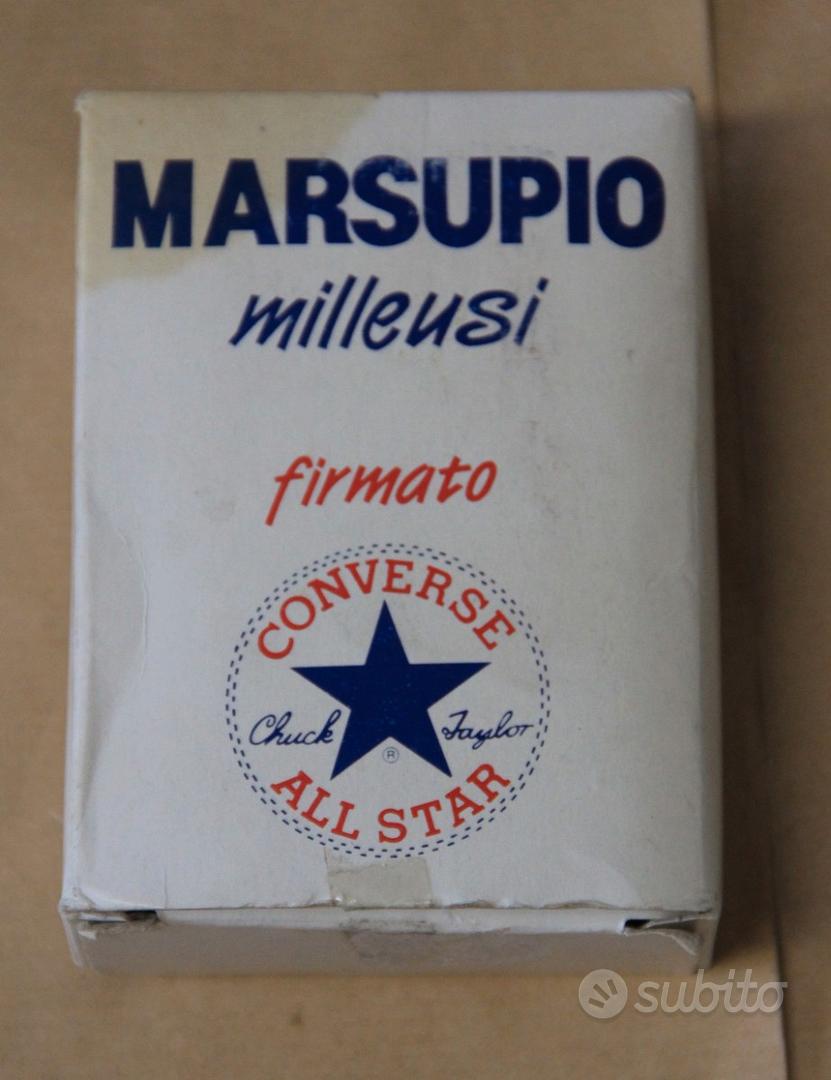 MARSUPIO
milleusi
firmato
CONVERSE
Chuck Taylor
®
ALL STAR
subito